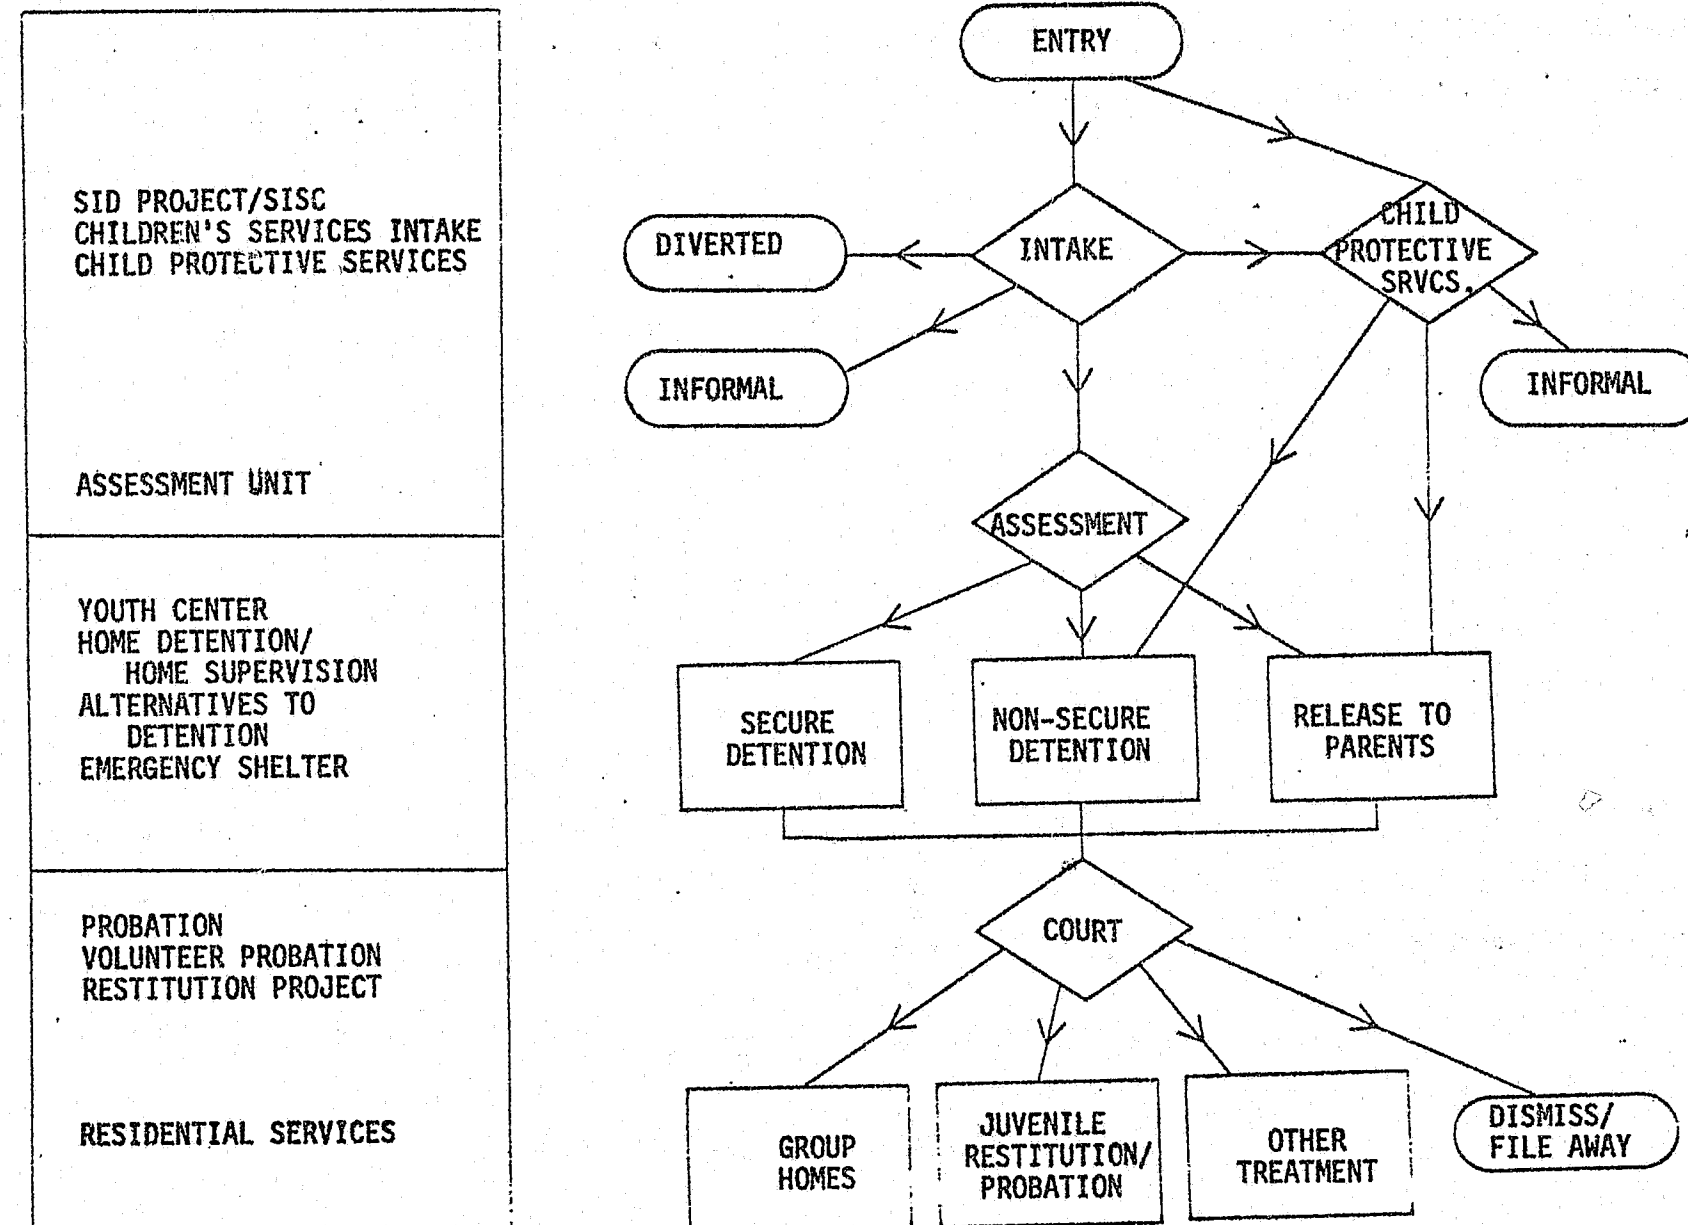 SID PROJECT/SISC
CHILDREN'S SERVICES INTAKE
CHILD PROTECTIVE SERVICES
ASSESSMENT UNIT
YOUTH CENTER
HOME DETENTION/
HOME SUPERVISION
ALTERNATIVES TO
DETENTION
EMERGENCY SHELTER
PROBATION
VOLUNTEER PROBATION
RESTITUTION PROJECT
RESIDENTIAL SERVICES
ENTRY
DIVERTED
INTAKE
CHILD
PROTECTIVE
SRVCS.
INFORMAL
INFORMAL
ASSESSMENT
SECURE
DETENTION
NON-SECURE
DETENTION
RELEASE TO
PARENTS
COURT
GROUP
HOMES
JUVENILE
RESTITUTION/
PROBATION
OTHER
TREATMENT
DISMISS/
FILE AWAY